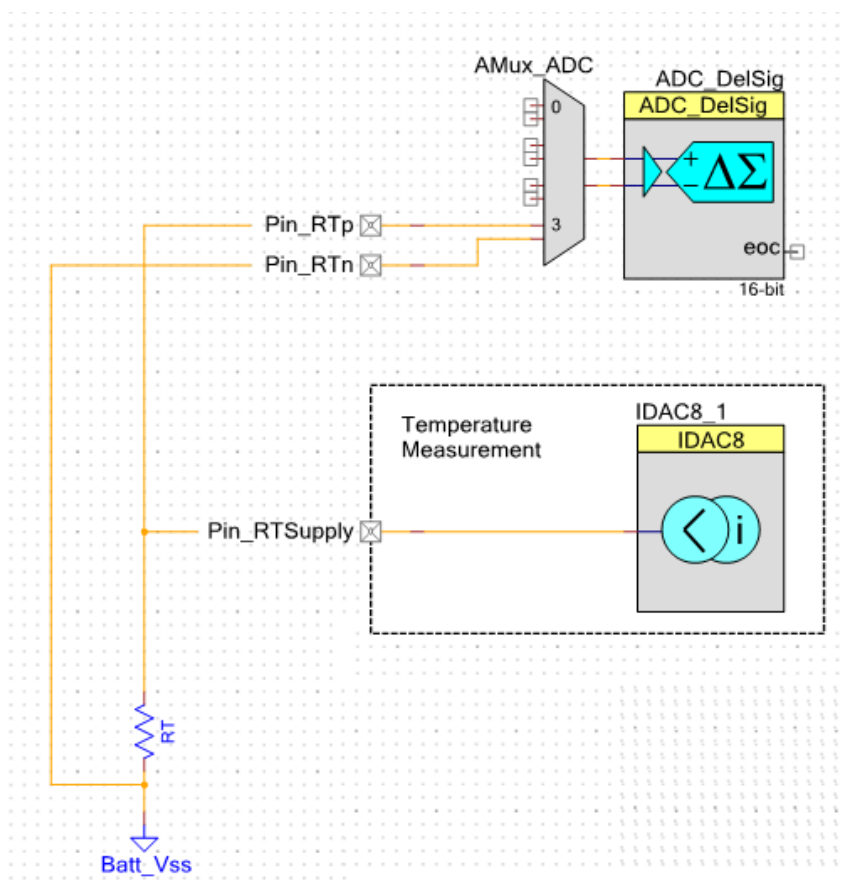 AMux_ADC
ADC_DelSig
ADC_DelSig
0
+
ΔΣ
−
Pin_RTp
3
Pin_RTn
eoc
16-bit
Temperature
Measurement
IDAC8_1
IDAC8
Pin_RTSupply
i
RT
Batt_Vss